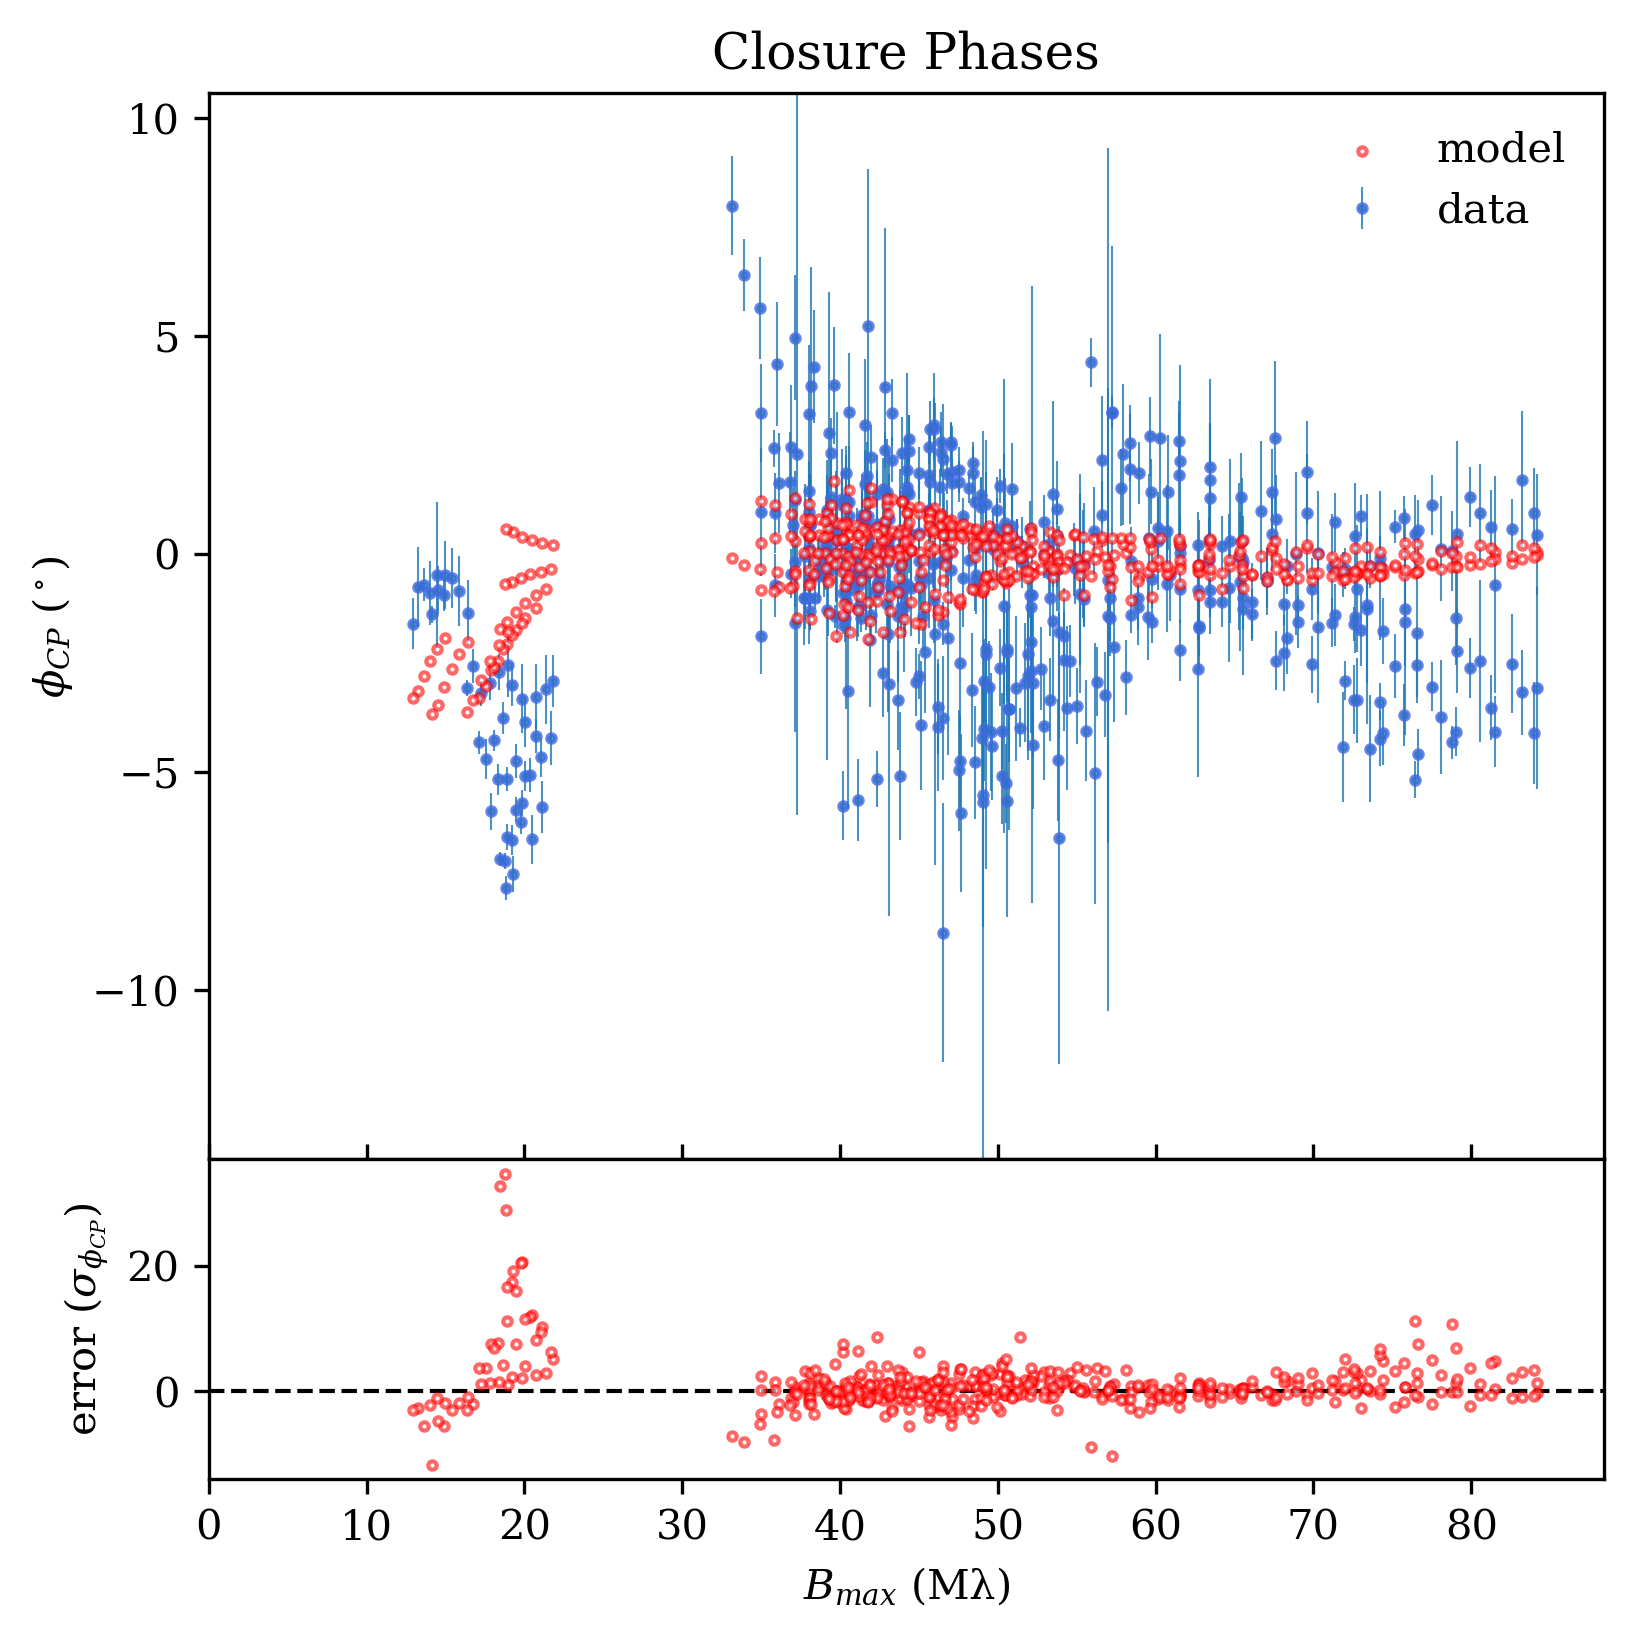 Closure Phases
10
5
0
−5
−10
ϕCP (°)
model
data
20
0
error (σϕCP)
0 10 20 30 40 50 60 70 80
Bmax (Mλ)